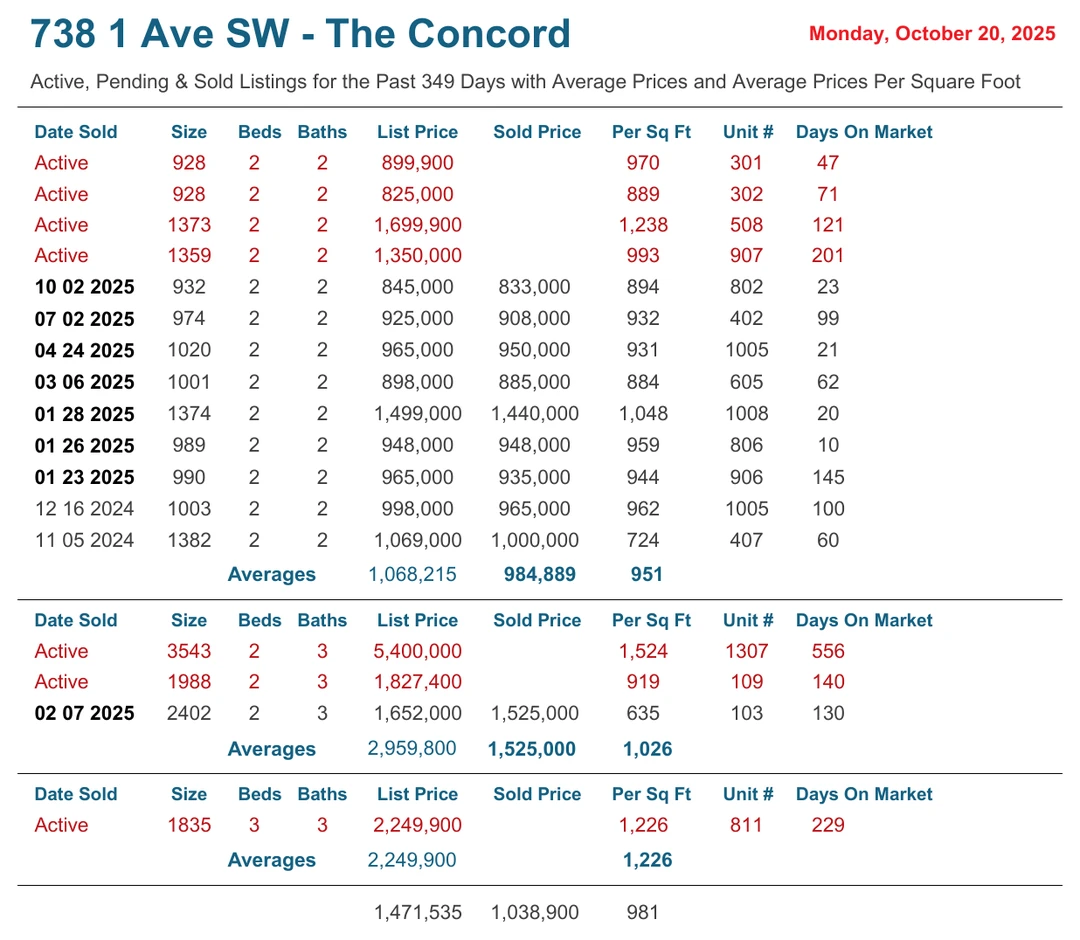 738 1 Ave SW - The Concord Monday, October 20, 2025
Active, Pending & Sold Listings for the Past 349 Days with Average Prices and Average Prices Per Square Foot
Date Sold Size Beds Baths List Price Sold Price Per Sq Ft Unit # Days On Market
Active 928 2 2 899,900 970 301 47
Active 928 2 2 825,000 889 302 71
Active 1373 2 2 1,699,900 1,238 508 121
Active 1359 2 2 1,350,000 993 907 201
10 02 2025 932 2 2 845,000 833,000 894 802 23
07 02 2025 974 2 2 925,000 908,000 932 402 99
04 24 2025 1020 2 2 965,000 950,000 931 1005 21
03 06 2025 1001 2 2 898,000 885,000 884 605 62
01 28 2025 1374 2 2 1,499,000 1,440,000 1,048 1008 20
01 26 2025 989 2 2 948,000 948,000 959 806 10
01 23 2025 990 2 2 965,000 935,000 944 906 145
12 16 2024 1003 2 2 998,000 965,000 962 1005 100
11 05 2024 1382 2 2 1,069,000 1,000,000 724 407 60
Averages 1,068,215 984,889 951
Date Sold Size Beds Baths List Price Sold Price Per Sq Ft Unit # Days On Market
Active 3543 2 3 5,400,000 1,524 1307 556
Active 1988 2 3 1,827,400 919 109 140
02 07 2025 2402 2 3 1,652,000 1,525,000 635 103 130
Averages 2,959,800 1,525,000 1,026
Date Sold Size Beds Baths List Price Sold Price Per Sq Ft Unit # Days On Market
Active 1835 3 3 2,249,900 1,226 811 229
Averages 2,249,900 1,226
1,471,535 1,038,900 981